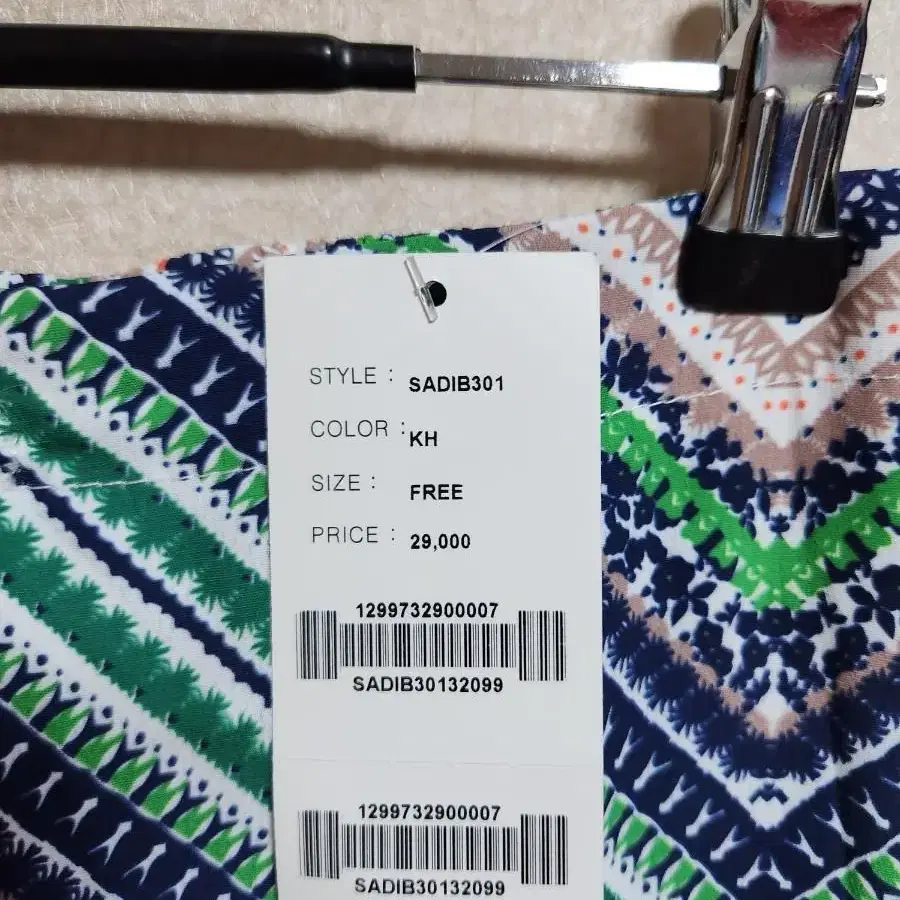 STYLE : SADIB301
COLOR : KH
SIZE : FREE
PRICE : 29,000
1299732900007
SADIB30132099
1299732900007
SADIB30132099